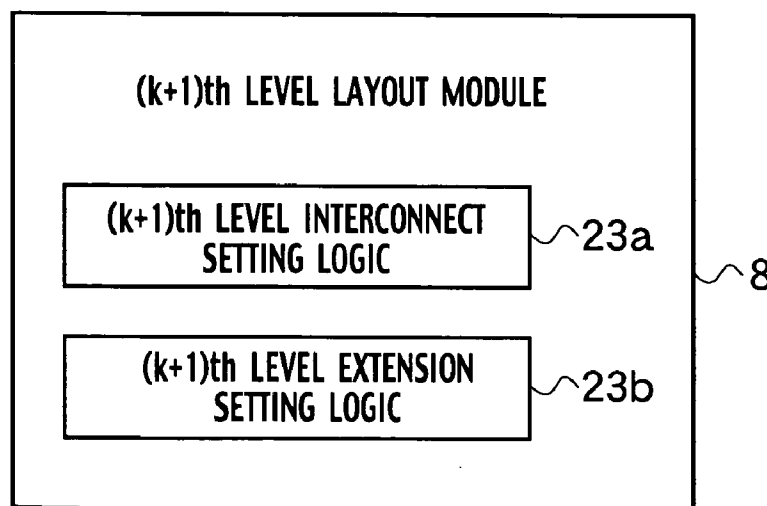 (k+1)th LEVEL LAYOUT MODULE
(k+1)th LEVEL INTERCONNECT
SETTING LOGIC
23a
8
(k+1)th LEVEL EXTENSION
SETTING LOGIC
23b